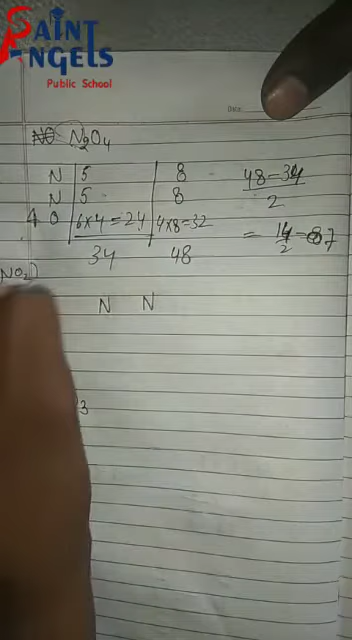 SAINT
ANGELS
Public School
DATE:
NO N2O4
N 5 8 48-34
N 5 8 2
4 O 6×4=24 4×8=32 = 14/2 = 7
34 48
NO2)
N N
3